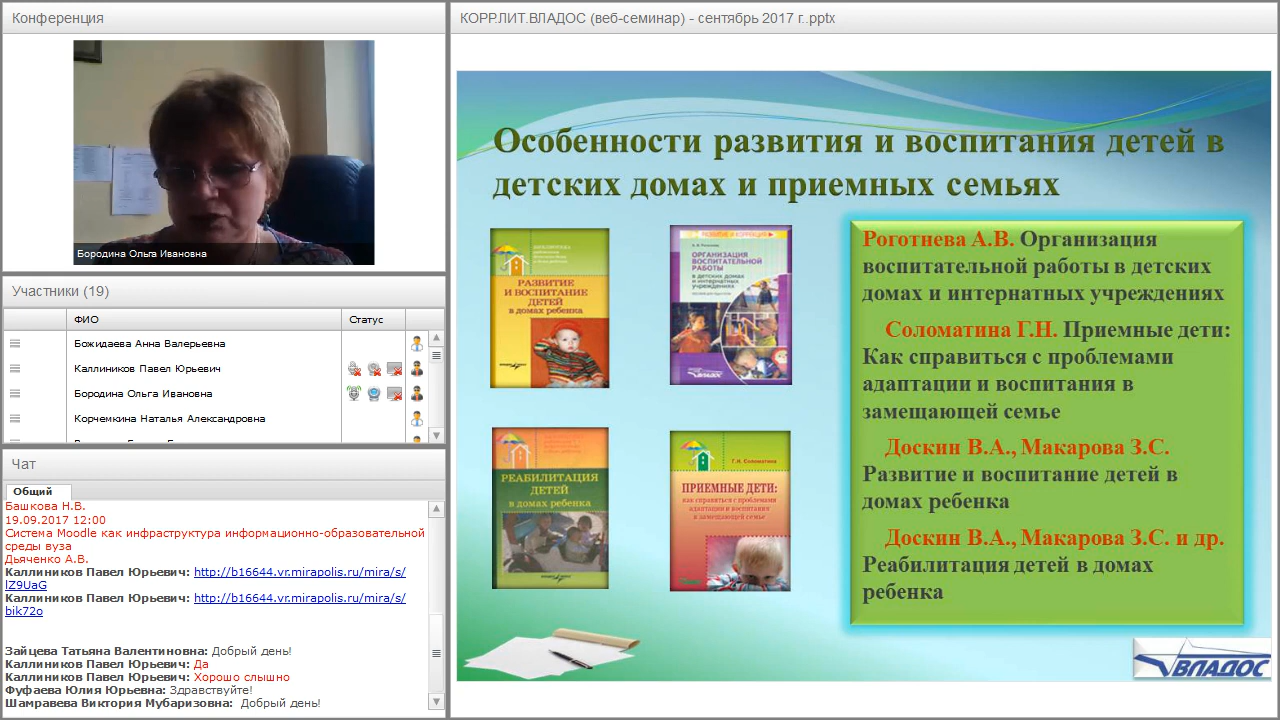 Конференция
Бородина Ольга Ивановна
участники (19)
ФИО
Статус
Божидаева Анна Валерьевна
Каллиников Павел Юрьевич
Бородина Ольга Ивановна
Корчемкина Наталья Александровна
Чат
Общий
Башкова Н.В.
19.09.2017 12:00
Система Moodle как инфраструктура информационно-образовательной
среды вуза
Дьяченко А.В.
Каллиников Павел Юрьевич: http://b16644.vr.mirapolis.ru/mira/s/
lZ9UaG
Каллиников Павел Юрьевич: http://b16644.vr.mirapolis.ru/mira/s/
bik72o
Зайцева Татьяна Валентиновна: Добрый день!
Каллиников Павел Юрьевич: Да
Каллиников Павел Юрьевич: Хорошо слышно
Фуфаева Юлия Юрьевна: Здравствуйте!
Шамравева Виктория Мубаризовна: Добрый день!
КОРР.ЛИТ.ВЛАДОС (веб-семинар) - сентябрь 2017 г..pptx
Особенности развития и воспитания детей в
детских домах и приемных семьях
РАЗВИТИЕ
И ВОСПИТАНИЕ
ДЕТЕЙ
в домах ребенка
РАЗВИТИЕ И КОРРЕКЦИЯ
ОРГАНИЗАЦИЯ
ВОСПИТАТЕЛЬНОЙ
РАБОТЫ
в детских домах
и интернатных
учреждениях
ВЛАДОС
РЕАБИЛИТАЦИЯ
ДЕТЕЙ
в домах ребенка
Г.Н. Соломатина
ПРИЕМНЫЕ ДЕТИ:
как справиться с проблемами
адаптации и воспитания
в замещающей семье
Роготнева А.В. Организация
воспитательной работы в детских
домах и интернатных учреждениях
Соломатина Г.Н. Приемные дети:
Как справиться с проблемами
адаптации и воспитания в
замещающей семье
Доскин В.А., Макарова З.С.
Развитие и воспитание детей в
домах ребенка
Доскин В.А., Макарова З.С. и др.
Реабилитация детей в домах
ребенка
ВЛАДОС